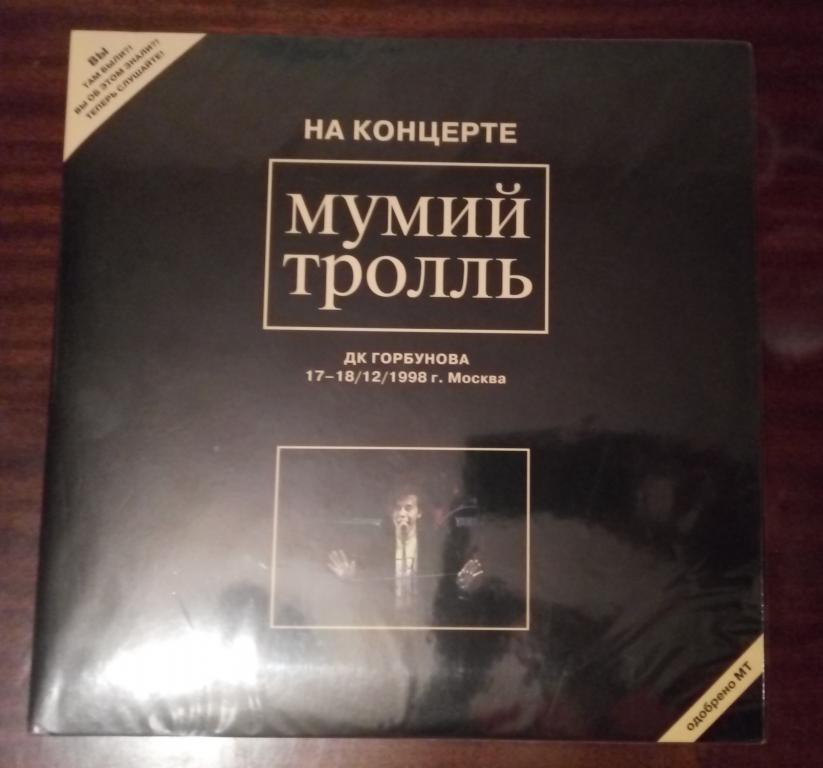 ВЫ
ТАМ БЫЛИ?!
ВЫ ОБ ЭТОМ ЗНАЛИ?!
ТЕПЕРЬ СЛУШАЙТЕ!
НА КОНЦЕРТЕ
мумий
тролль
ДК ГОРБУНОВА
17–18/12/1998 г. Москва
одобрено МТ